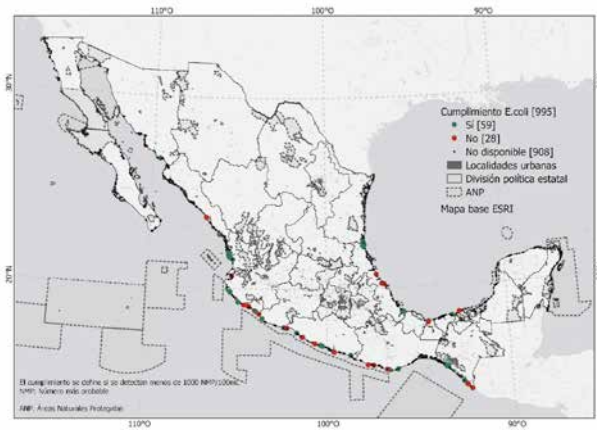 110°O 100°O 90°O
30°N
Cumplimiento E.coli [995]
Sí [59]
No [28]
No disponible [908]
Localidades urbanas
División política estatal
ANP
Mapa base ESRI
20°N
El cumplimiento se define si se detectan menos de 1000 NMP/100mL
NMP: Número más probable
ANP: Áreas Naturales Protegidas
110°O 100°O 90°O